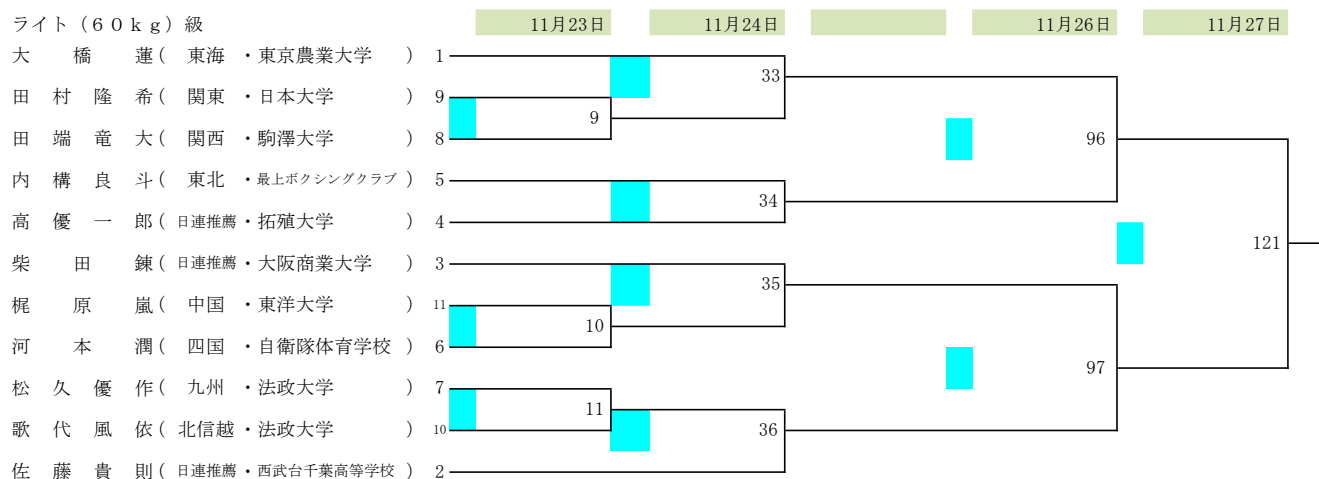 ライト（６０ｋｇ）級 11月23日 11月24日 11月26日 11月27日
大橋蓮( 東海 ・東京農業大学 ) 1
33
田村隆希( 関東 ・日本大学 ) 9
9
田端竜大( 関西 ・駒澤大学 ) 8
96
内構良斗( 東北 ・最上ボクシングクラブ ) 5
34
高優一郎( 日連推薦 ・拓殖大学 ) 4
121
柴田錬( 日連推薦 ・大阪商業大学 ) 3
35
梶原嵐( 中国 ・東洋大学 ) 11
10
河本潤( 四国 ・自衛隊体育学校 ) 6
97
松久優作( 九州 ・法政大学 ) 7
11
歌代風依( 北信越 ・法政大学 ) 10
36
佐藤貴則( 日連推薦 ・西武台千葉高等学校 ) 2